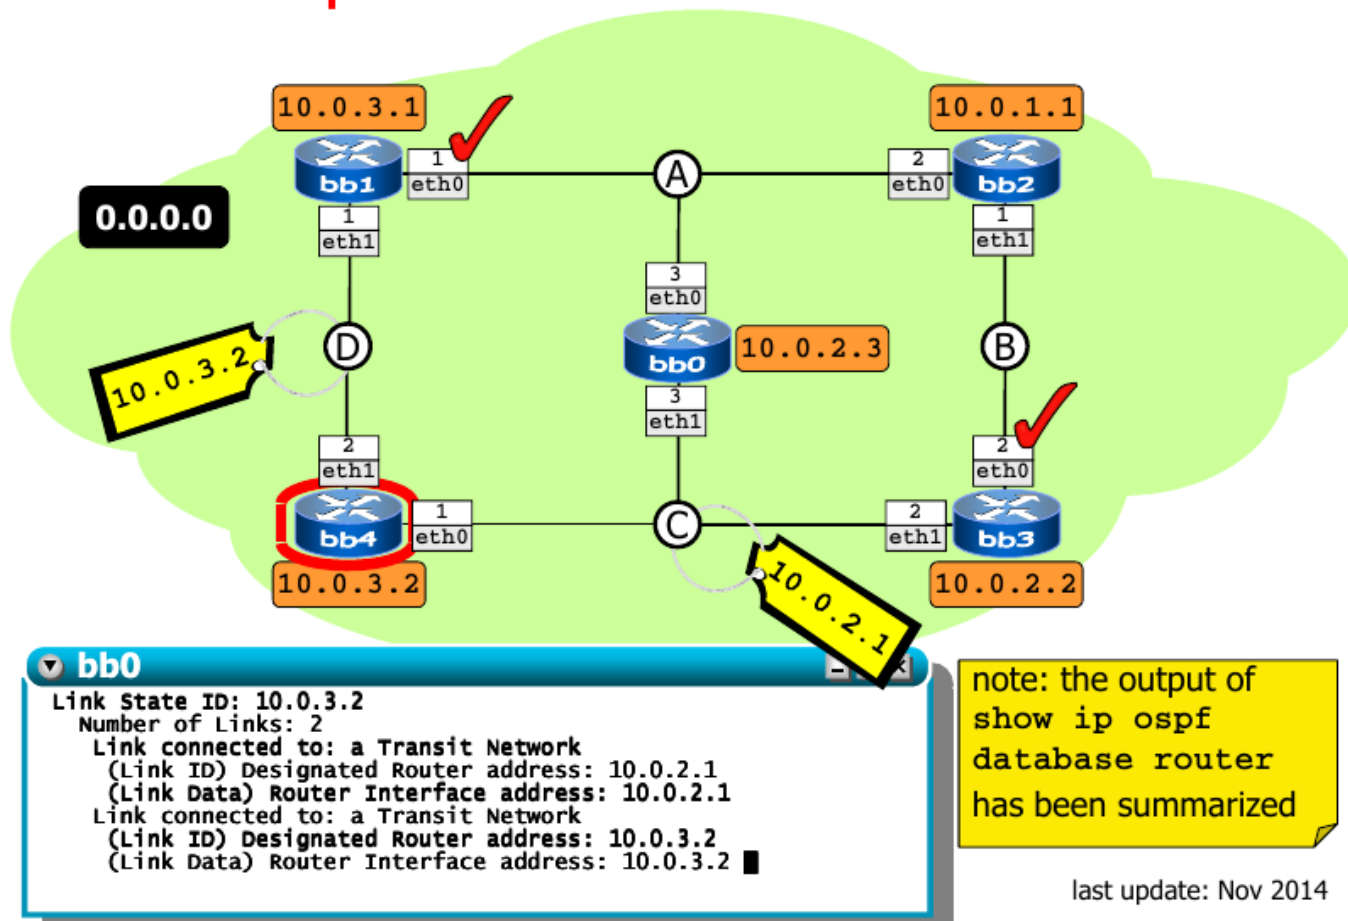 10.0.3.1
10.0.1.1
bb1
1
eth0
A
2
eth0
bb2
0.0.0.0
1
eth1
1
eth1
3
eth0
10.0.3.2
D
bb0
10.0.2.3
B
3
eth1
2
eth1
2
eth0
bb4
1
eth0
C
2
eth1
bb3
10.0.3.2
10.0.2.1
10.0.2.2
bb0
Link State ID: 10.0.3.2
Number of Links: 2
Link connected to: a Transit Network
(Link ID) Designated Router address: 10.0.2.1
(Link Data) Router Interface address: 10.0.2.1
Link connected to: a Transit Network
(Link ID) Designated Router address: 10.0.3.2
(Link Data) Router Interface address: 10.0.3.2
note: the output of
show ip ospf
database router
has been summarized
last update: Nov 2014